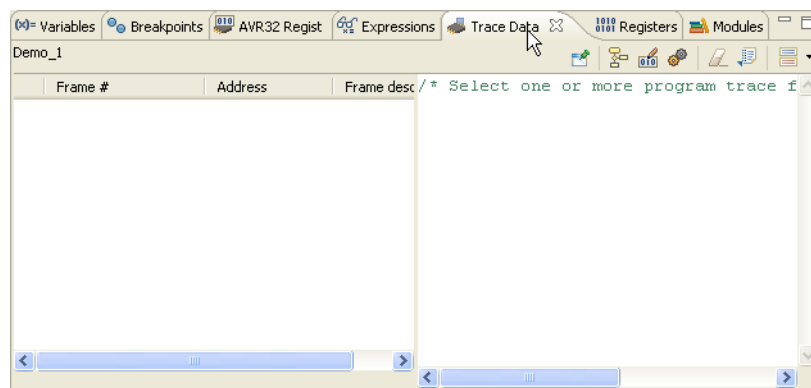 (x)= Variables Breakpoints AVR32 Regist Expressions Trace Data Registers Modules
Demo_1
Frame # Address Frame desc /* Select one or more program trace f